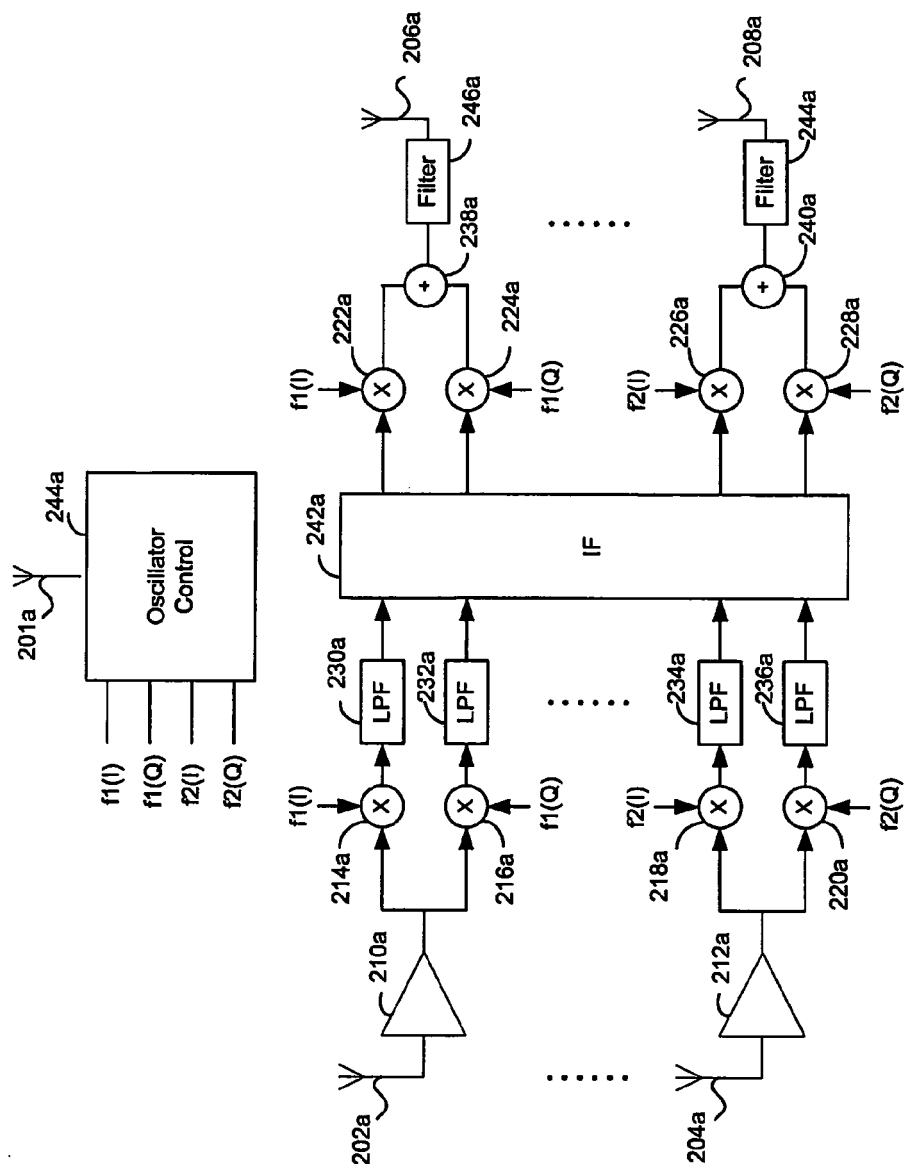 201a
244a
Oscillator
Control
f1(I)
f1(Q)
f2(I)
f2(Q)
202a
210a
214a
f1(I)
X
230a
LPF
216a
X
f1(Q)
232a
LPF
242a
IF
f1(I)
222a
X
224a
X
f1(Q)
238a
+
Filter
246a
206a
......
......
......
204a
212a
218a
f2(I)
X
234a
LPF
220a
X
f2(Q)
236a
LPF
f2(I)
226a
X
228a
X
f2(Q)
240a
+
Filter
244a
208a